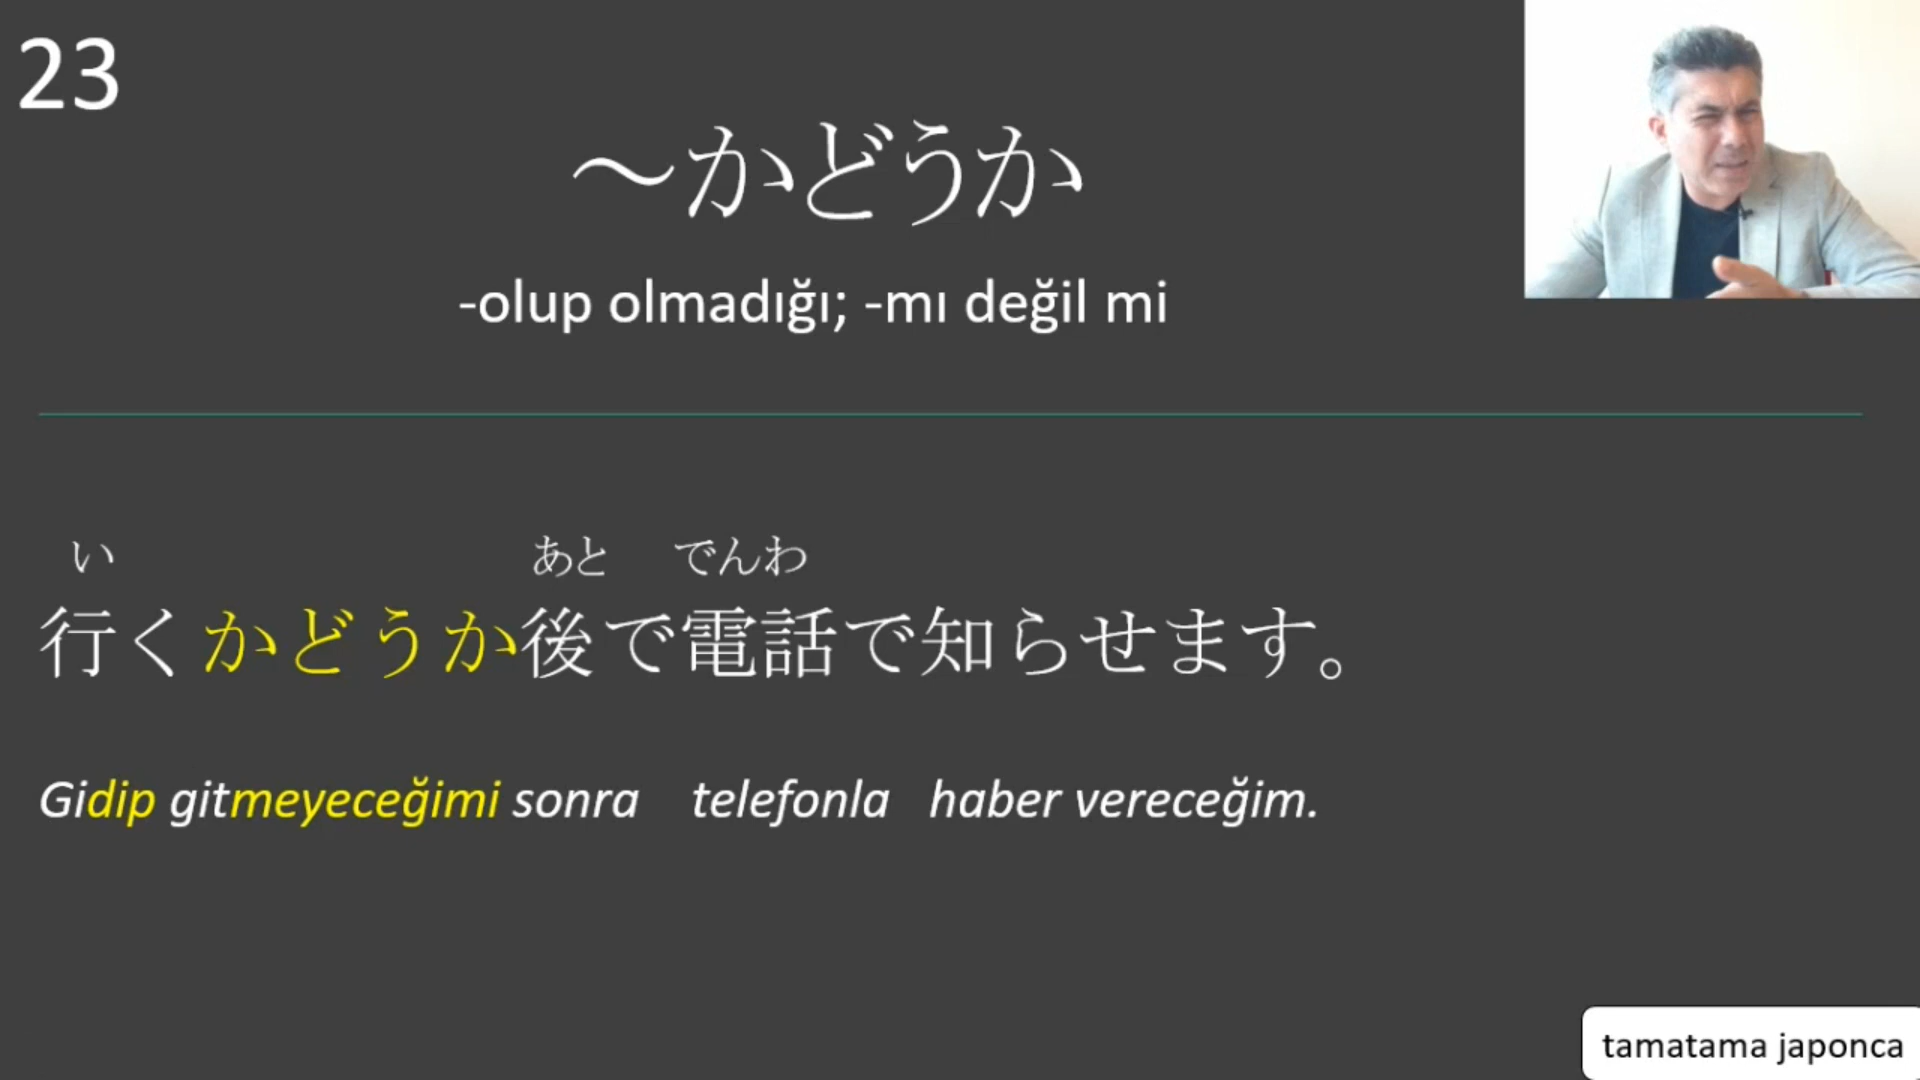 23
～かどうか
-olup olmadığı; -mı değil mi
い あと でんわ
行くかどうか後で電話で知らせます。
Gidip gitmeyeceğimi sonra telefonla haber vereceğim.
tamatama japonca